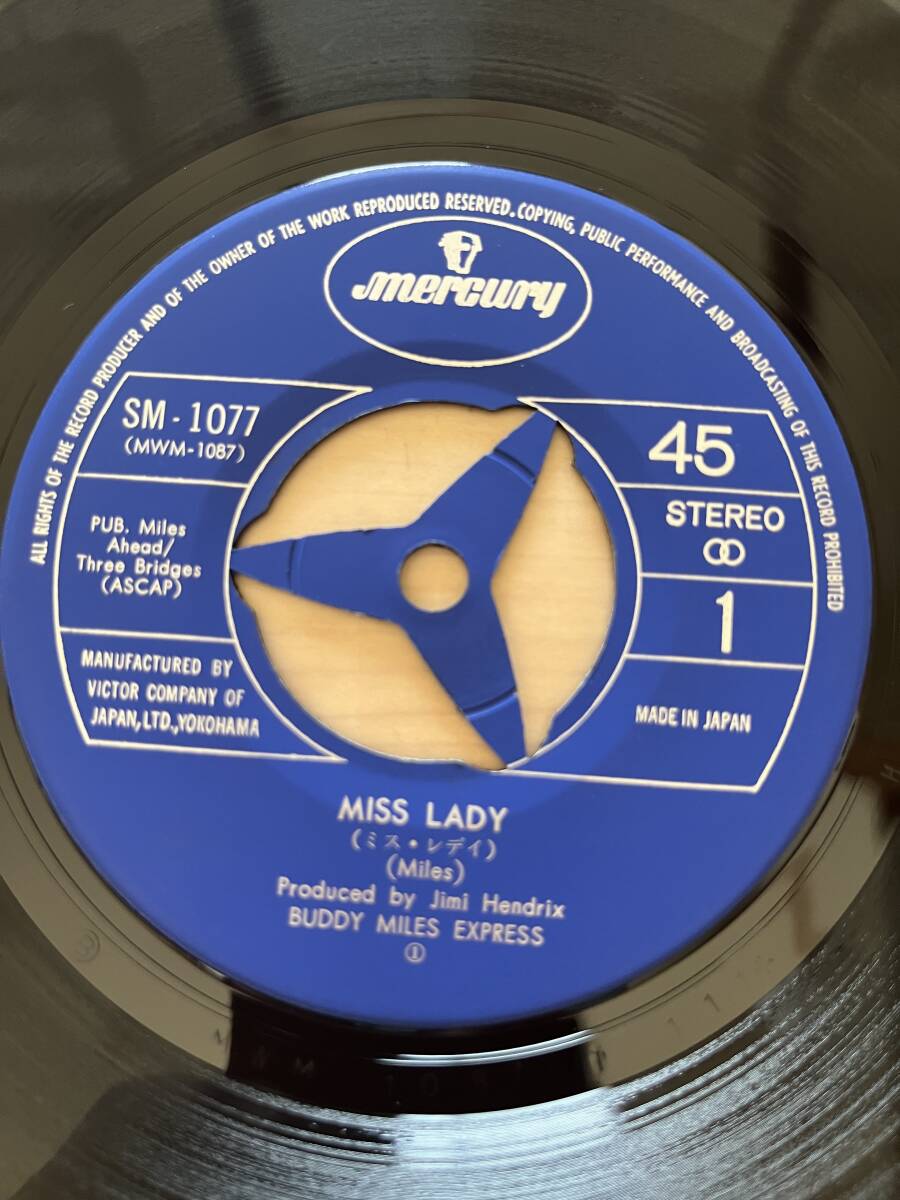 ALL RIGHTS OF THE RECORD PRODUCER AND OF THE OWNER OF THE WORK REPRODUCED RESERVED. COPYING, PUBLIC PERFORMANCE AND BROADCASTING OF THIS RECORD PROHIBITED
mercury
SM - 1077
(MWM-1087)
PUB. Miles
Ahead/
Three Bridges
(ASCAP)
MANUFACTURED BY
VICTOR COMPANY OF
JAPAN, LTD., YOKOHAMA
45
STEREO
1
MADE IN JAPAN
MISS LADY
(ミス・レデイ)
(Miles)
Produced by Jimi Hendrix
BUDDY MILES EXPRESS
①